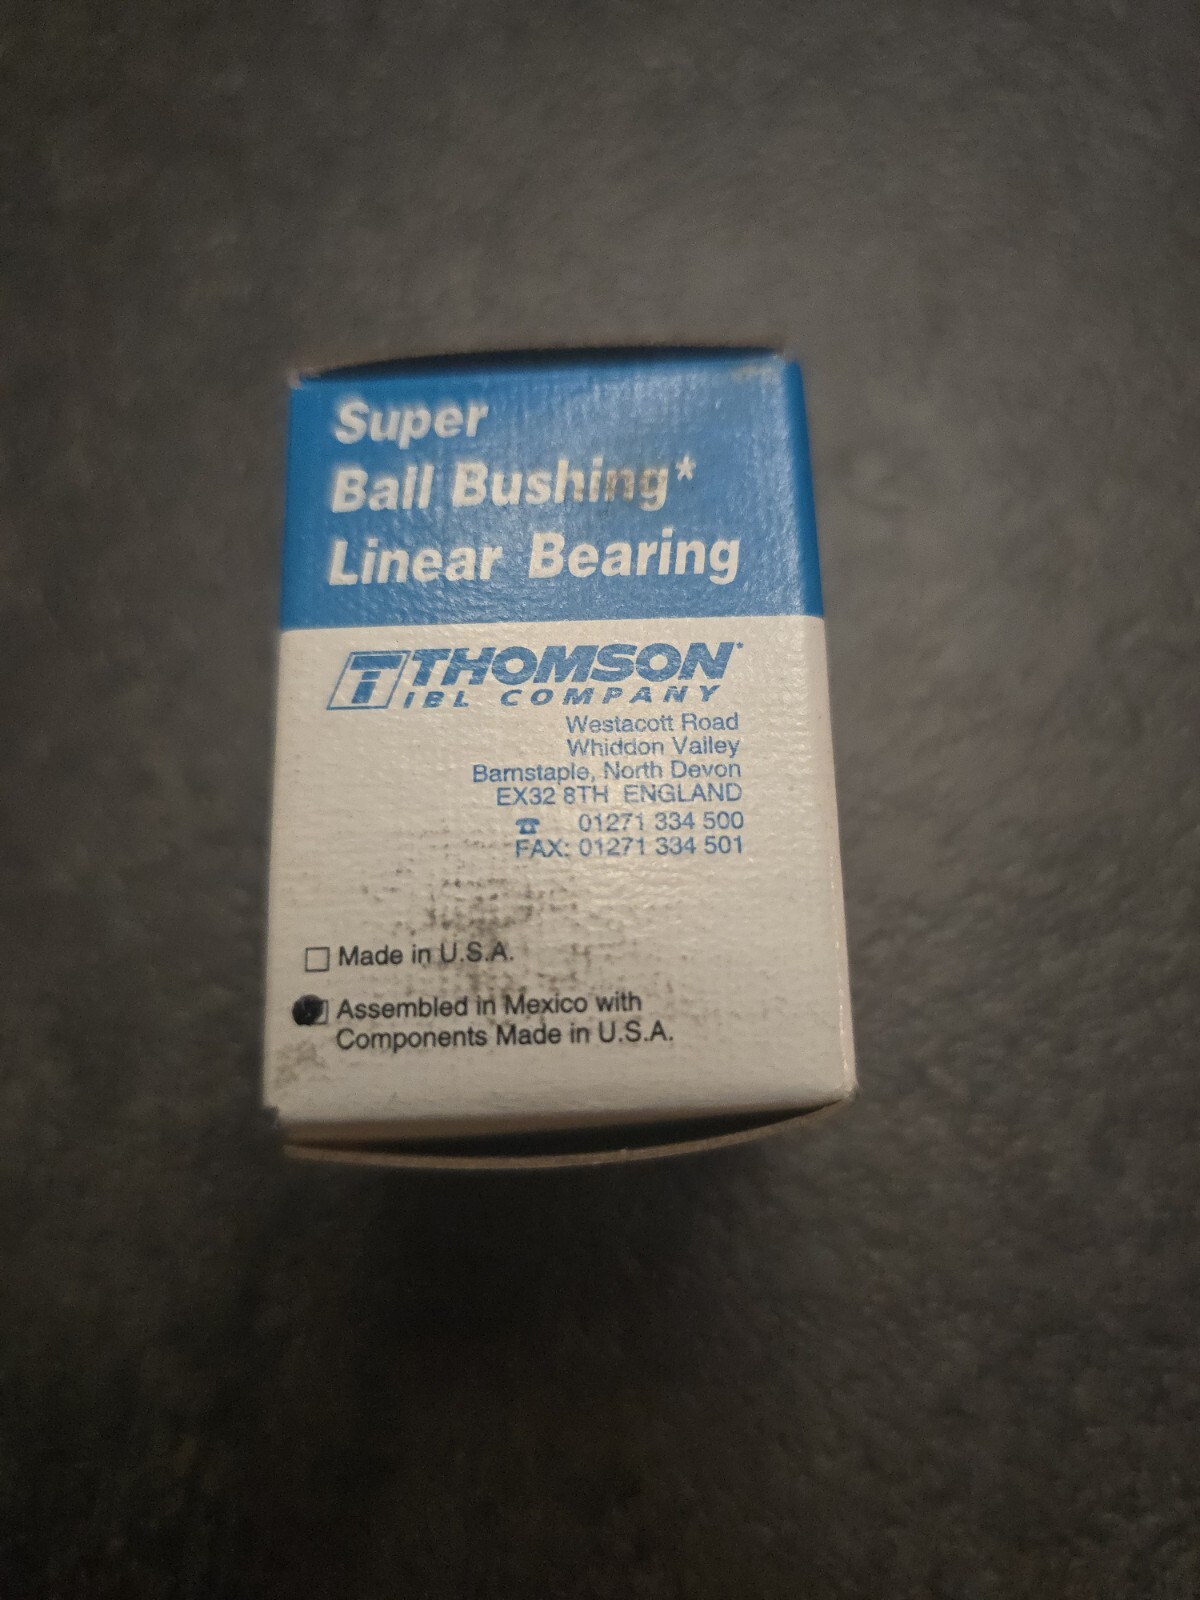 Super
Ball Bushing*
Linear Bearing
T THOMSON
IBL COMPANY
Westacott Road
Whiddon Valley
Barnstaple, North Devon
EX32 8TH ENGLAND
☎ 01271 334 500
FAX: 01271 334 501
Made in U.S.A.
Assembled in Mexico with
Components Made in U.S.A.